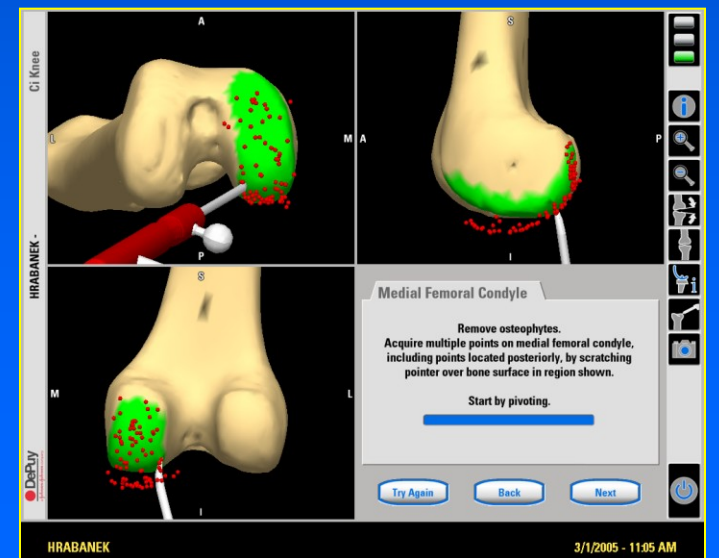 Ci Knee
HRABANEK -
DePuy
A
L
M
P
S
A
P
I
S
M
L
I
Medial Femoral Condyle
Remove osteophytes.
Acquire multiple points on medial femoral condyle,
including points located posteriorly, by scratching
pointer over bone surface in region shown.
Start by pivoting.
Try Again
Back
Next
i
i
HRABANEK
3/1/2005 - 11:05 AM